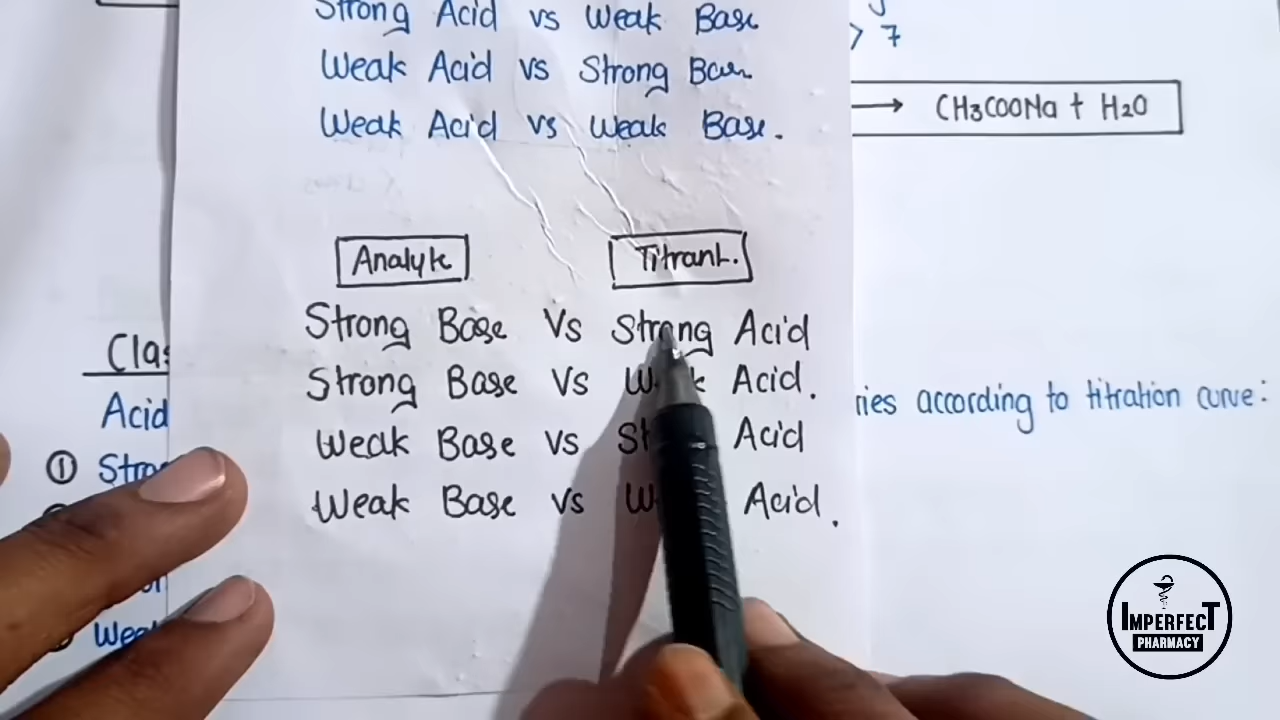 Strong Acid vs Weak Base
> 7
Weak Acid vs Strong Base
CH3COONa + H2O
Weak Acid vs Weak Base.
Analyte Titrant.
Strong Base Vs Strong Acid
Strong Base Vs Acid.
Weak Base Vs Acid
Weak Base Vs Acid.
Acid
ries according to titration curve:
①
IMPERFECT
PHARMACY